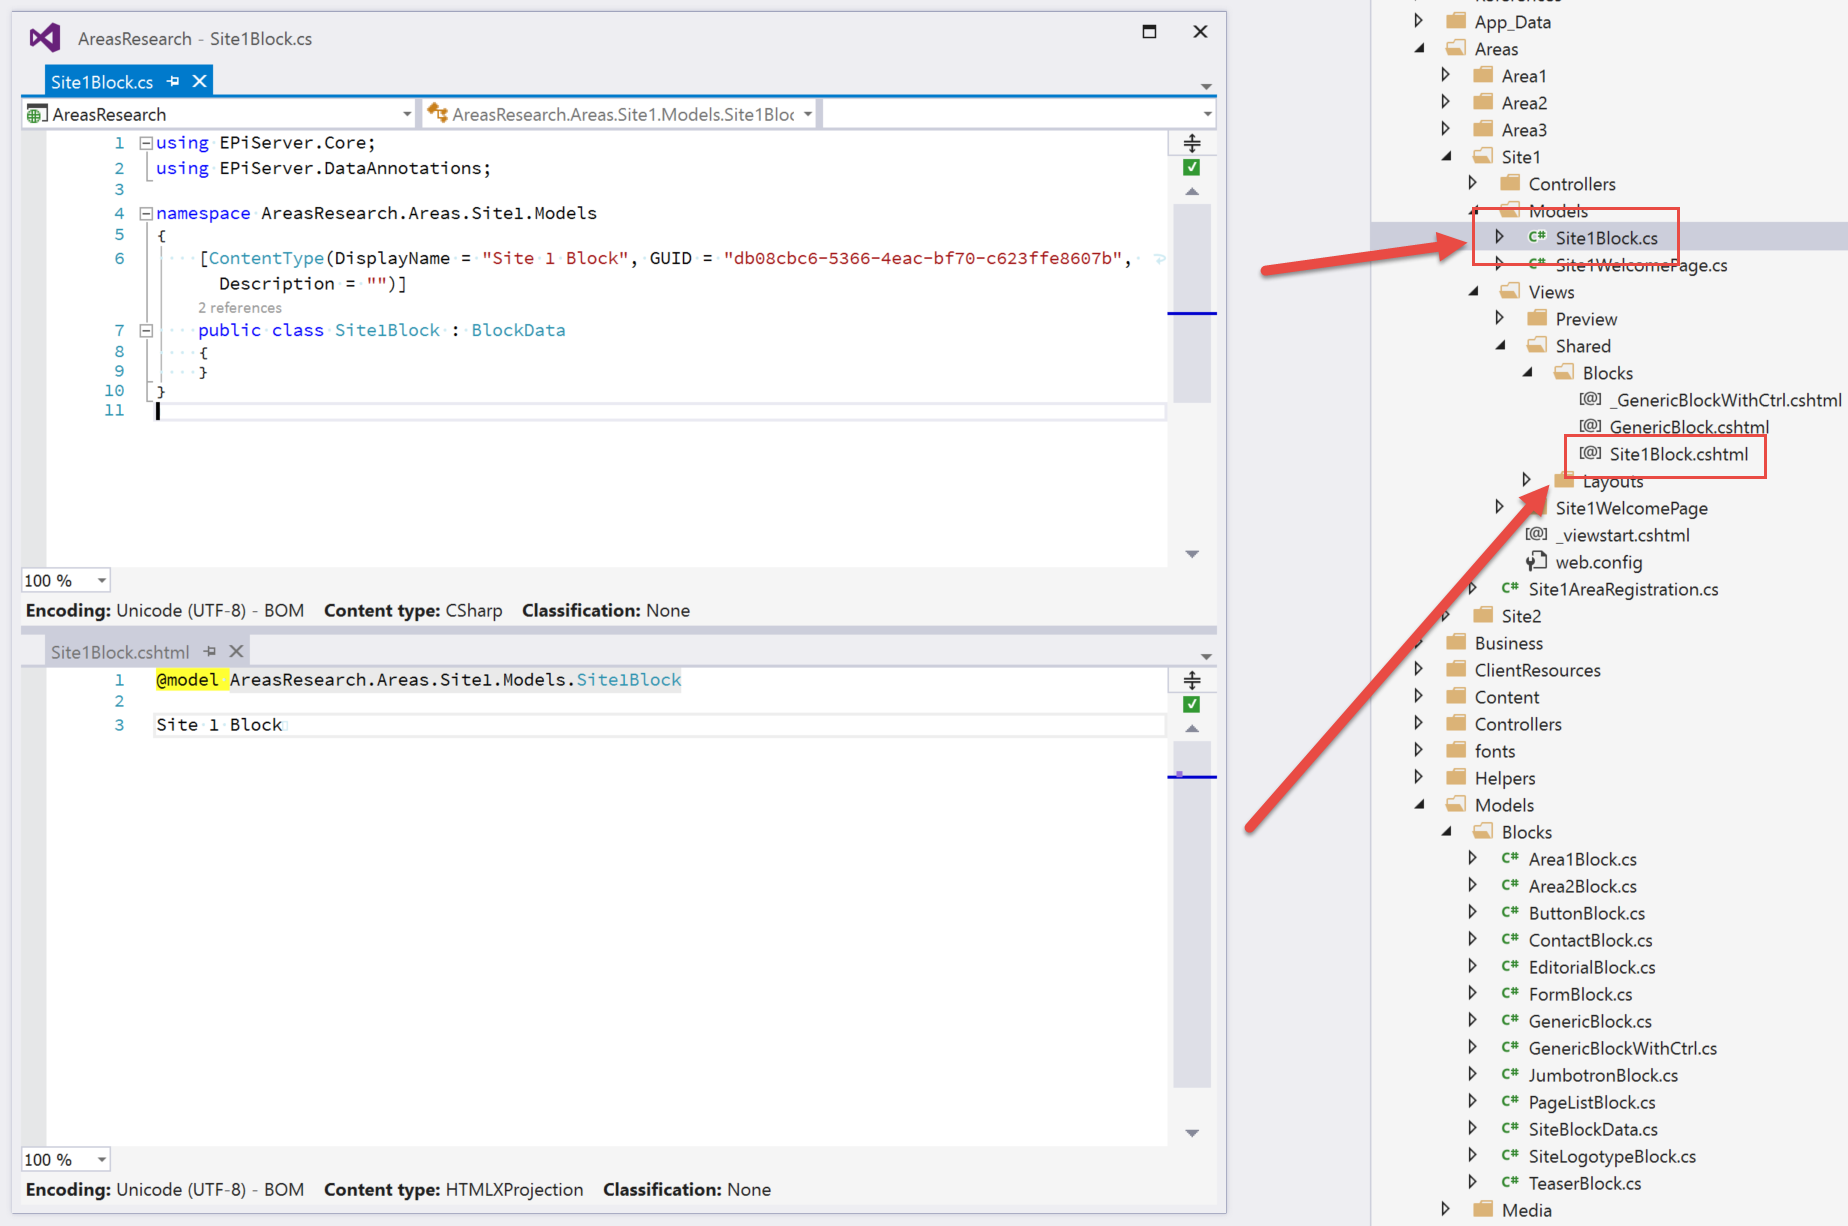 AreasResearch - Site1Block.cs
Site1Block.cs
AreasResearch
AreasResearch.Areas.Site1.Models.Site1Bloc
1 using EPiServer.Core;
2 using EPiServer.DataAnnotations;
3
4 namespace AreasResearch.Areas.Site1.Models
5 {
6 [ContentType(DisplayName = "Site 1 Block", GUID = "db08cbc6-5366-4eac-bf70-c623ffe8607b",
Description = "")]
2 references
7 public class Site1Block : BlockData
8 {
9 }
10 }
11
100 %
Encoding: Unicode (UTF-8) - BOM Content type: CSharp Classification: None
Site1Block.cshtml
1 @model AreasResearch.Areas.Site1.Models.Site1Block
2
3 Site 1 Block
100 %
Encoding: Unicode (UTF-8) - BOM Content type: HTMLXProjection Classification: None
App_Data
Areas
Area1
Area2
Area3
Site1
Controllers
Models
C# Site1Block.cs
C# Site1WelcomePage.cs
Views
Preview
Shared
Blocks
[@] _GenericBlockWithCtrl.cshtml
[@] GenericBlock.cshtml
[@] Site1Block.cshtml
Layouts
Site1WelcomePage
[@] _viewstart.cshtml
web.config
C# Site1AreaRegistration.cs
Site2
Business
ClientResources
Content
Controllers
fonts
Helpers
Models
Blocks
C# Area1Block.cs
C# Area2Block.cs
C# ButtonBlock.cs
C# ContactBlock.cs
C# EditorialBlock.cs
C# FormBlock.cs
C# GenericBlock.cs
C# GenericBlockWithCtrl.cs
C# JumbotronBlock.cs
C# PageListBlock.cs
C# SiteBlockData.cs
C# SiteLogotypeBlock.cs
C# TeaserBlock.cs
Media